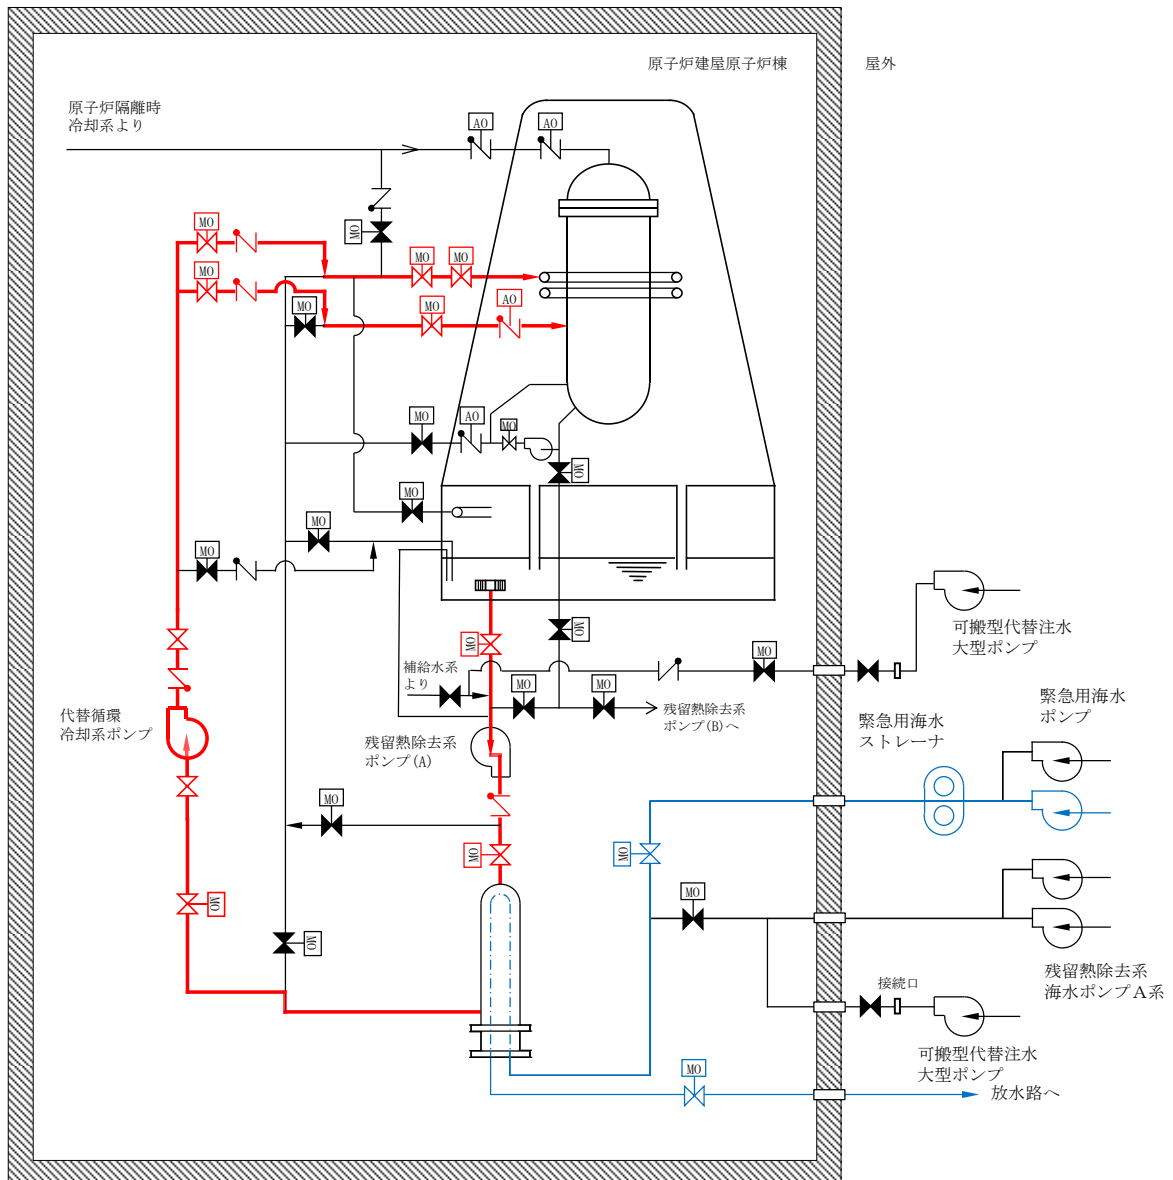 原子炉建屋原子炉棟
屋外
原子炉隔離時
冷却系より
AO
AO
MO
MO
MO
MO
MO
MO
AO
MO
MO
MO
AO
MO
MO
MO
MO
MO
MO
MO
可搬型代替注水
大型ポンプ
補給水系
より
MO
MO
MO
残留熱除去系
ポンプ(B)へ
代替循環
冷却系ポンプ
残留熱除去系
ポンプ(A)
緊急用海水
ポンプ
緊急用海水
ストレーナ
MO
MO
MO
MO
MO
MO
残留熱除去系
海水ポンプA系
接続口
可搬型代替注水
大型ポンプ
MO
放水路へ